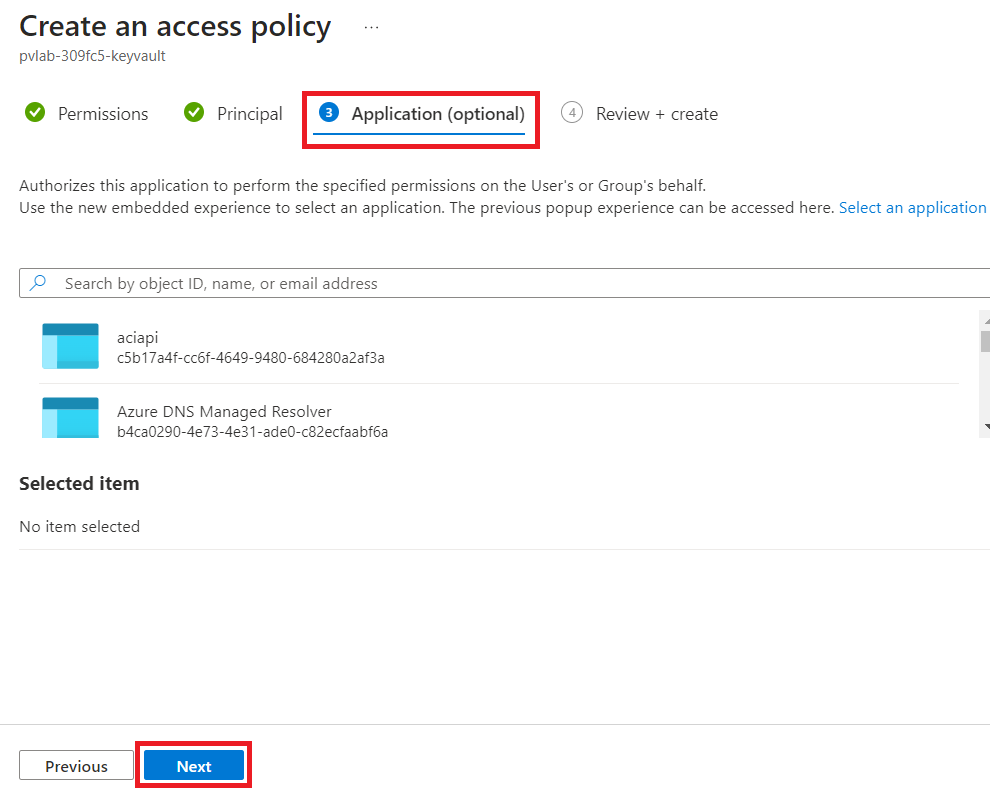 Create an access policy ...
pvlab-309fc5-keyvault
Permissions Principal 3 Application (optional) 4 Review + create
Authorizes this application to perform the specified permissions on the User's or Group's behalf.
Use the new embedded experience to select an application. The previous popup experience can be accessed here. Select an application
Search by object ID, name, or email address
aciapi
c5b17a4f-cc6f-4649-9480-684280a2af3a
Azure DNS Managed Resolver
b4ca0290-4e73-4e31-ade0-c82ecfaabf6a
Selected item
No item selected
Previous Next